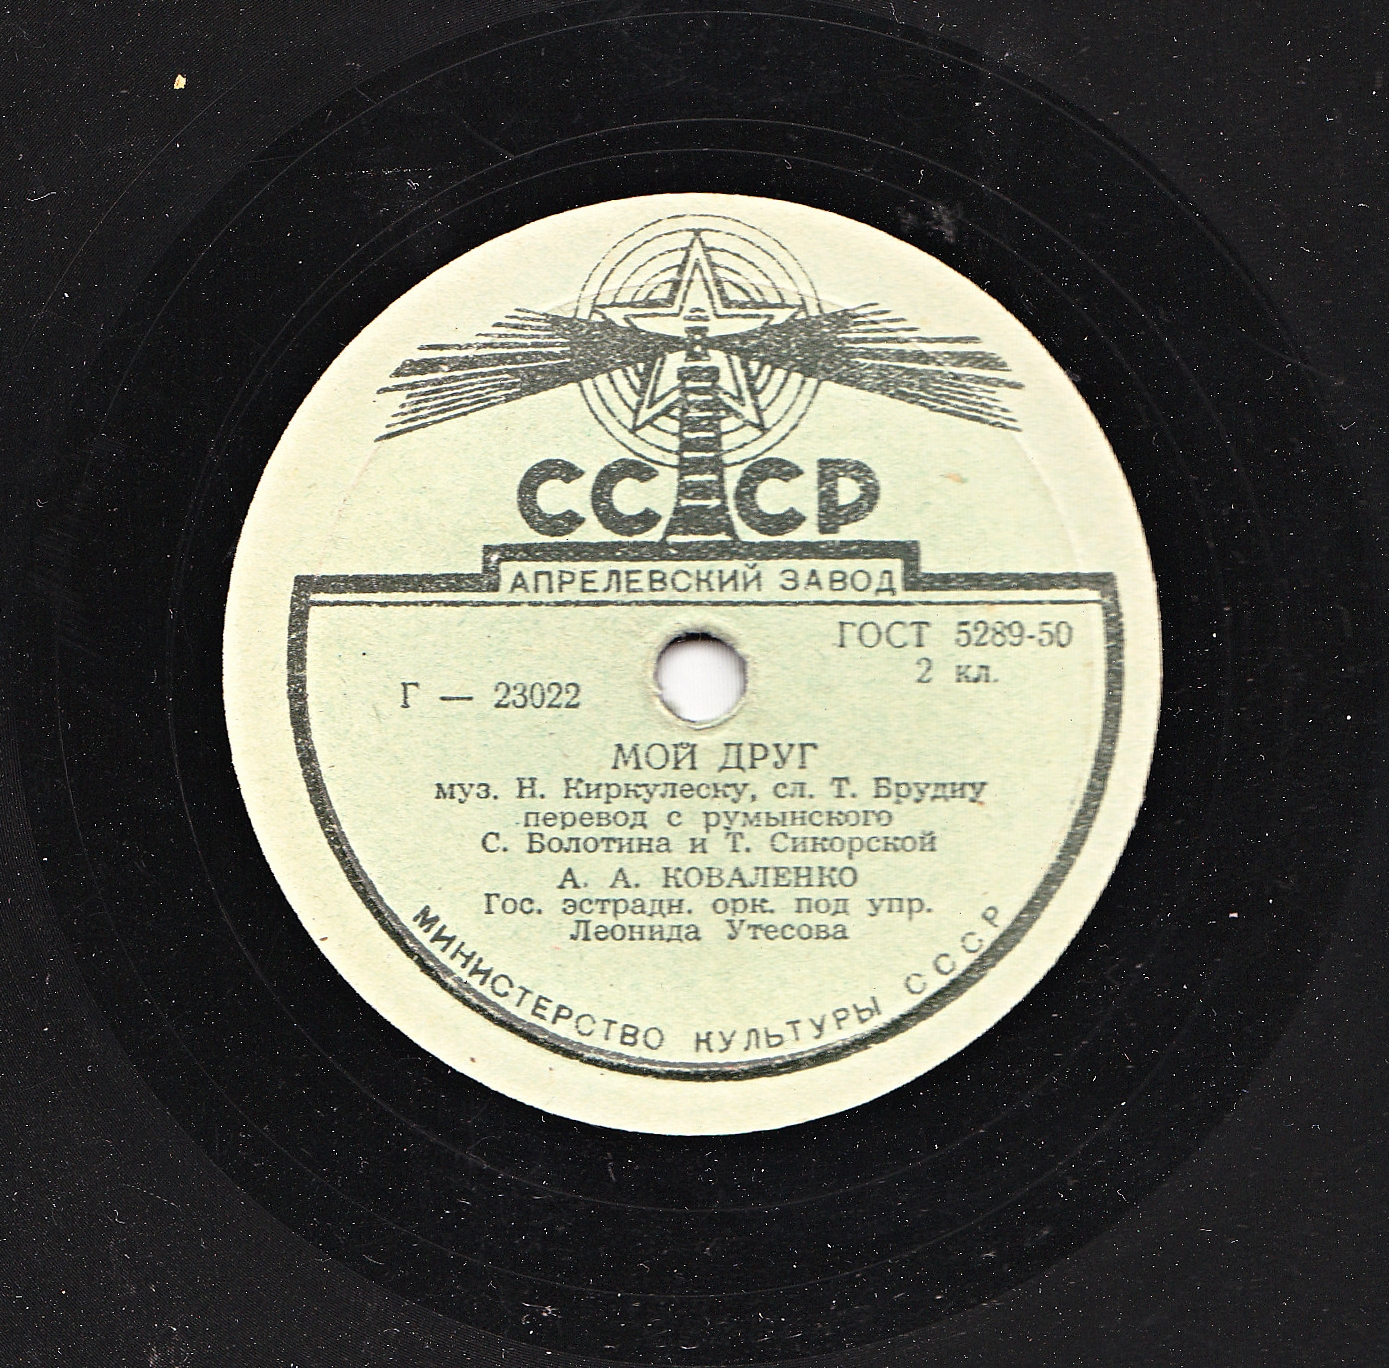 СССР
АПРЕЛЕВСКИЙ ЗАВОД
ГОСТ 5289-50
2 кл.
Г — 23022
МОЙ ДРУГ
муз. Н. Киркулеску, сл. Т. Брудиу
перевод с румынского
С. Болотина и Т. Сикорской
А. А. КОВАЛЕНКО
Гос. эстрадн. орк. под упр.
Леонида Утесова
МИНИСТЕРСТВО КУЛЬТУРЫ СССР